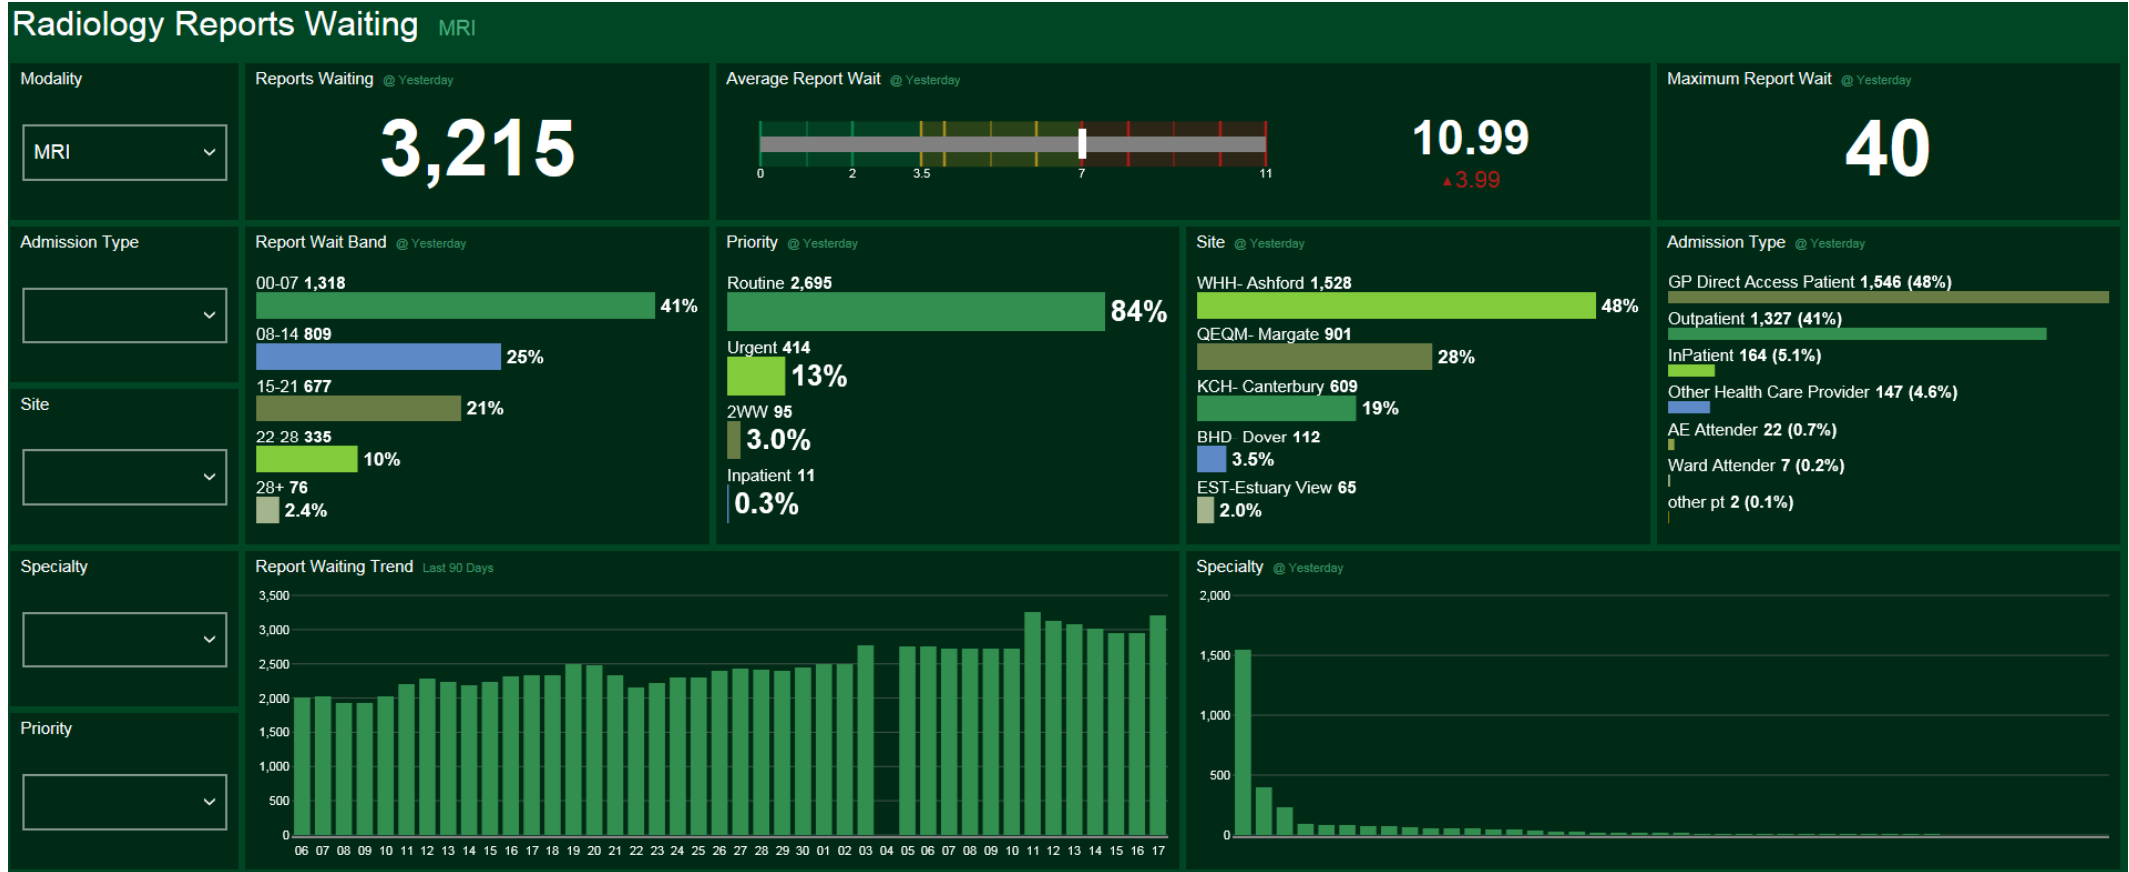 Radiology Reports Waiting MRI
Modality
MRI
Reports Waiting @ Yesterday
3,215
Average Report Wait @ Yesterday
0 2 3.5 7 11
10.99
▲3.99
Maximum Report Wait @ Yesterday
40
Admission Type
Site
Report Wait Band @ Yesterday
00-07 1,318
41%
08-14 809
25%
15-21 677
21%
22-28 335
10%
28+ 76
2.4%
Priority @ Yesterday
Routine 2,695
84%
Urgent 414
13%
2WW 95
3.0%
Inpatient 11
0.3%
Site @ Yesterday
WHH- Ashford 1,528
48%
QEQM- Margate 901
28%
KCH- Canterbury 609
19%
BHD- Dover 112
3.5%
EST-Estuary View 65
2.0%
Admission Type @ Yesterday
GP Direct Access Patient 1,546 (48%)
Outpatient 1,327 (41%)
InPatient 164 (5.1%)
Other Health Care Provider 147 (4.6%)
AE Attender 22 (0.7%)
Ward Attender 7 (0.2%)
other pt 2 (0.1%)
Specialty
Priority
Report Waiting Trend Last 90 Days
3,500
3,000
2,500
2,000
1,500
1,000
500
0
06 07 08 09 10 11 12 13 14 15 16 17 18 19 20 21 22 23 24 25 26 27 28 29 30 01 02 03 04 05 06 07 08 09 10 11 12 13 14 15 16 17
Specialty @ Yesterday
2,000
1,500
1,000
500
0